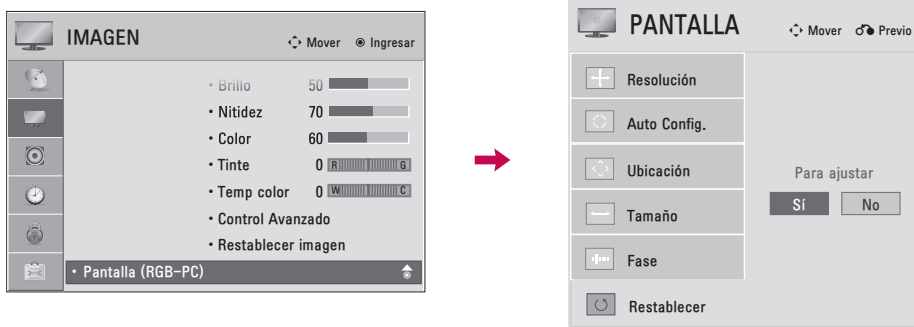 IMAGEN
Mover Ingresar
• Brillo 50
• Nitidez 70
• Color 60
• Tinte 0 R G
• Temp color 0 W C
• Control Avanzado
• Restablecer imagen
• Pantalla (RGB-PC)
PANTALLA
Mover Previo
Resolución
Auto Config.
Ubicación
Tamaño
Fase
Restablecer
Para ajustar
Sí No